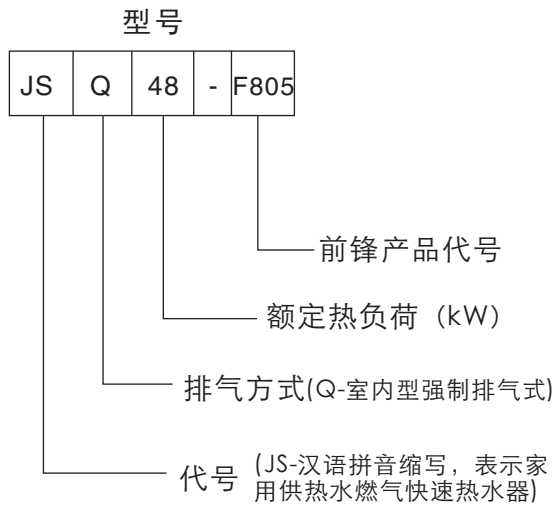 型号
JS Q 48 - F805
前锋产品代号
额定热负荷（kW）
排气方式(Q-室内型强制排气式)
代号 (JS-汉语拼音缩写，表示家
用供热水燃气快速热水器)